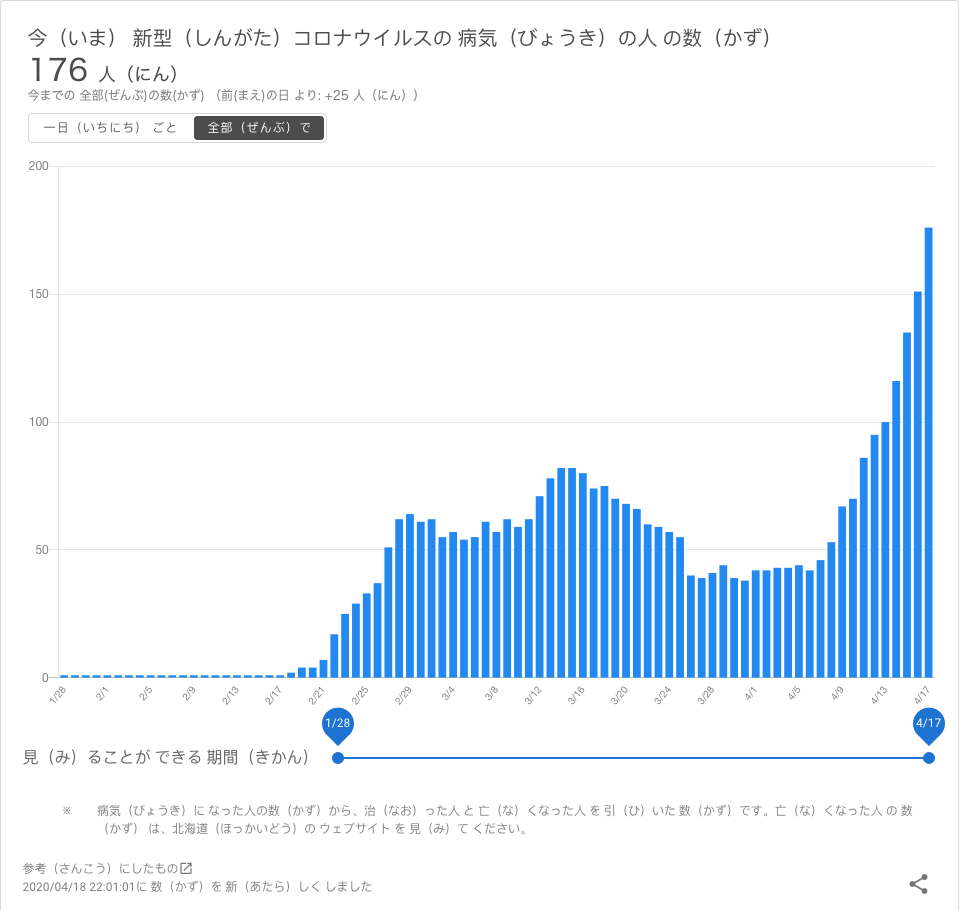 今（いま） 新型（しんがた）コロナウイルスの 病気（びょうき）の人 の数（かず）
176 人（にん）
今までの 全部(ぜんぶ)の数(かず) （前(まえ)の日 より: +25 人（にん））
一日（いちにち） ごと 全部（ぜんぶ）で
200
150
100
50
0
1/28 2/1 2/5 2/9 2/13 2/17 2/21 2/25 2/29 3/4 3/8 3/12 3/16 3/20 3/24 3/28 4/1 4/5 4/9 4/13 4/17
1/28 4/17
見（み）ることが できる 期間（きかん）
※ 病気（びょうき）に なった人の数（かず）から、治（なお）った人 と 亡（な）くなった人 を 引（ひ）いた 数（かず）です。亡（な）くなった人 の 数
（かず） は、北海道（ほっかいどう）の ウェブサイト を 見（み）て ください。
参考（さんこう）にしたもの
2020/04/18 22:01:01に 数（かず）を 新（あたら）しく しました